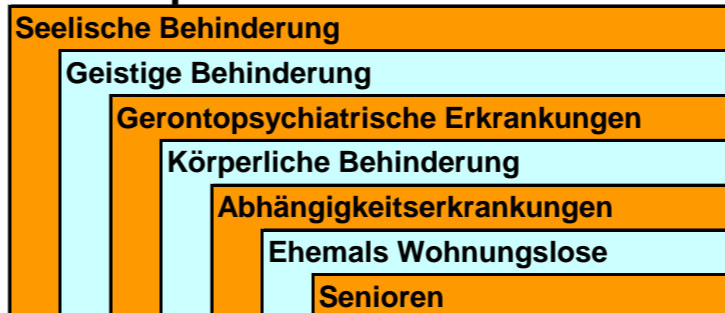 Seelische Behinderung
Geistige Behinderung
Gerontopsychiatrische Erkrankungen
Körperliche Behinderung
Abhängigkeitserkrankungen
Ehemals Wohnungslose
Senioren